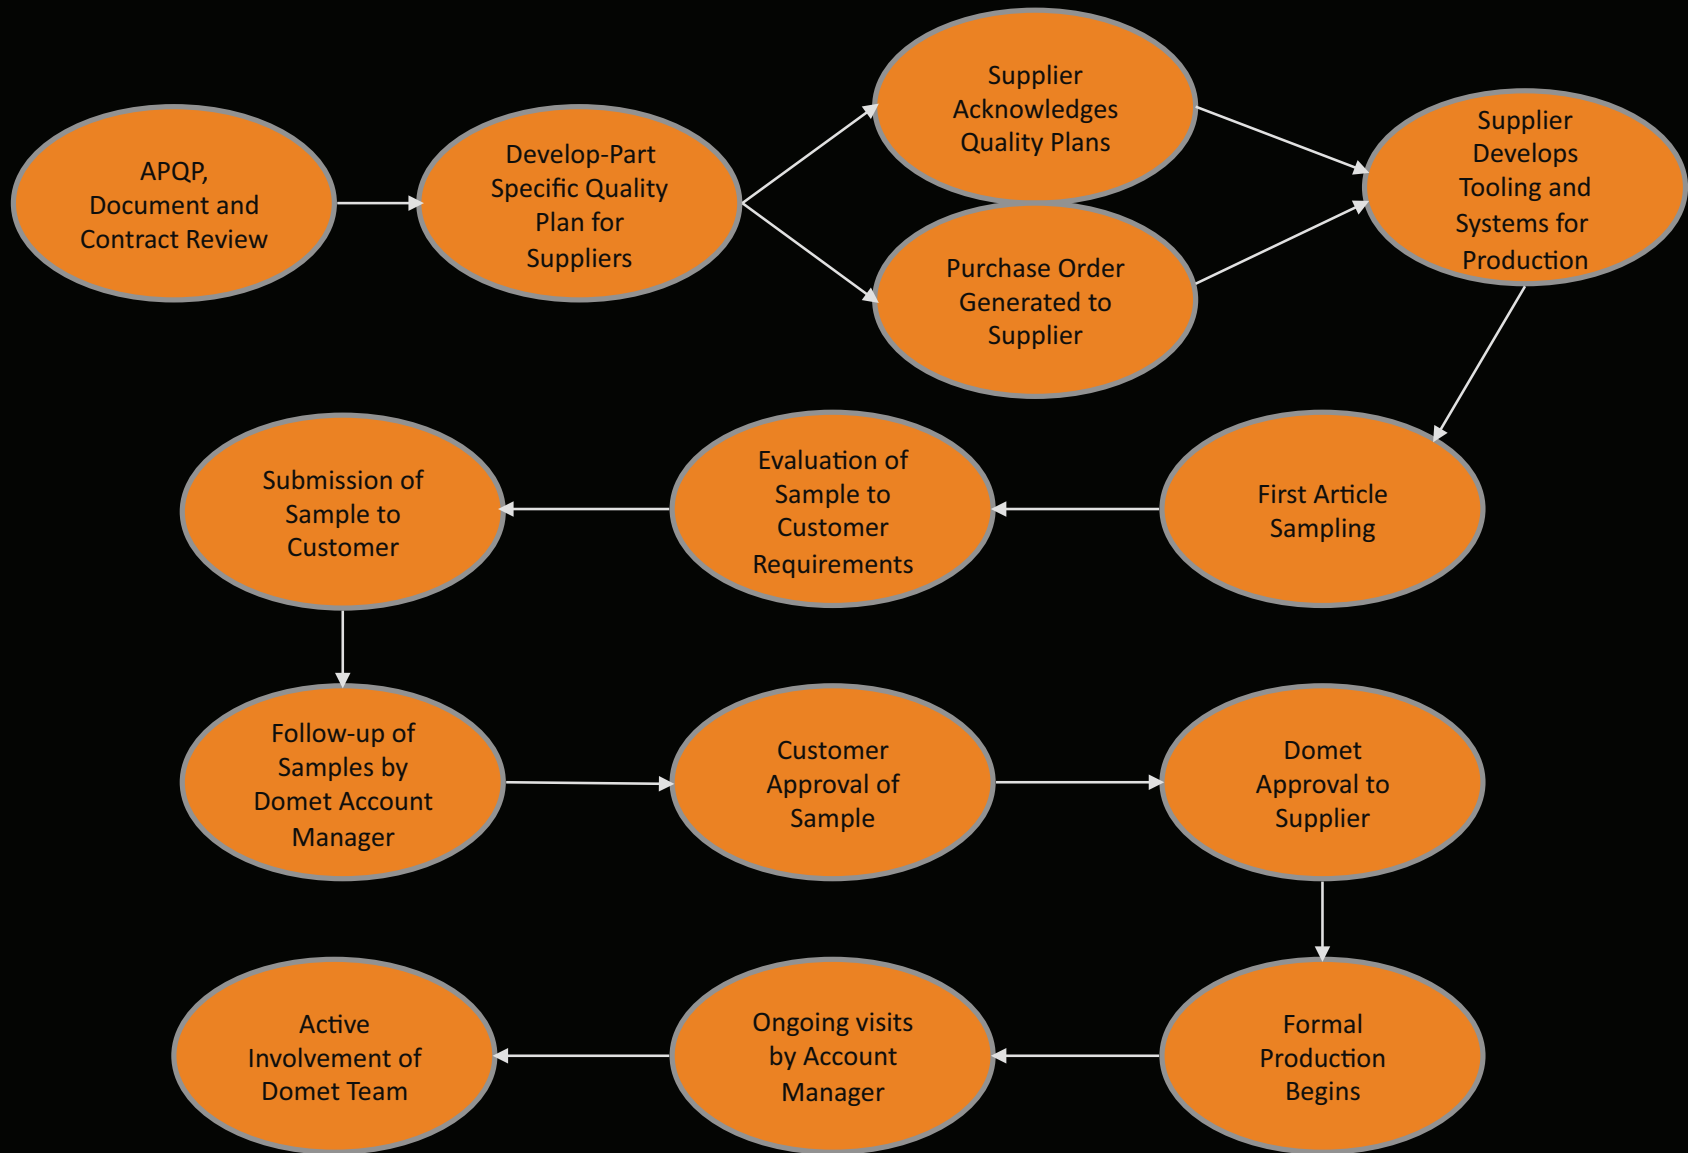 APQP,
Document and
Contract Review
Develop-Part
Specific Quality
Plan for
Suppliers
Supplier
Acknowledges
Quality Plans
Purchase Order
Generated to
Supplier
Supplier
Develops
Tooling and
Systems for
Production
First Article
Sampling
Evaluation of
Sample to
Customer
Requirements
Submission of
Sample to
Customer
Follow-up of
Samples by
Domet Account
Manager
Customer
Approval of
Sample
Domet
Approval to
Supplier
Formal
Production
Begins
Ongoing visits
by Account
Manager
Active
Involvement of
Domet Team